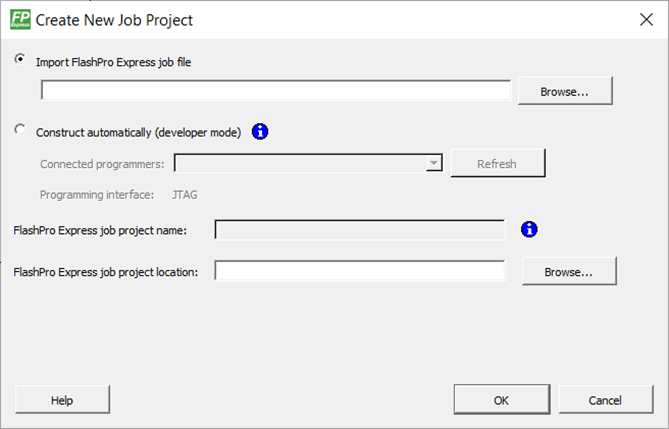 FP
Express
Create New Job Project
Import FlashPro Express job file
Browse...
Construct automatically (developer mode)
Connected programmers:
Refresh
Programming interface: JTAG
FlashPro Express job project name:
FlashPro Express job project location:
Browse...
Help
OK
Cancel